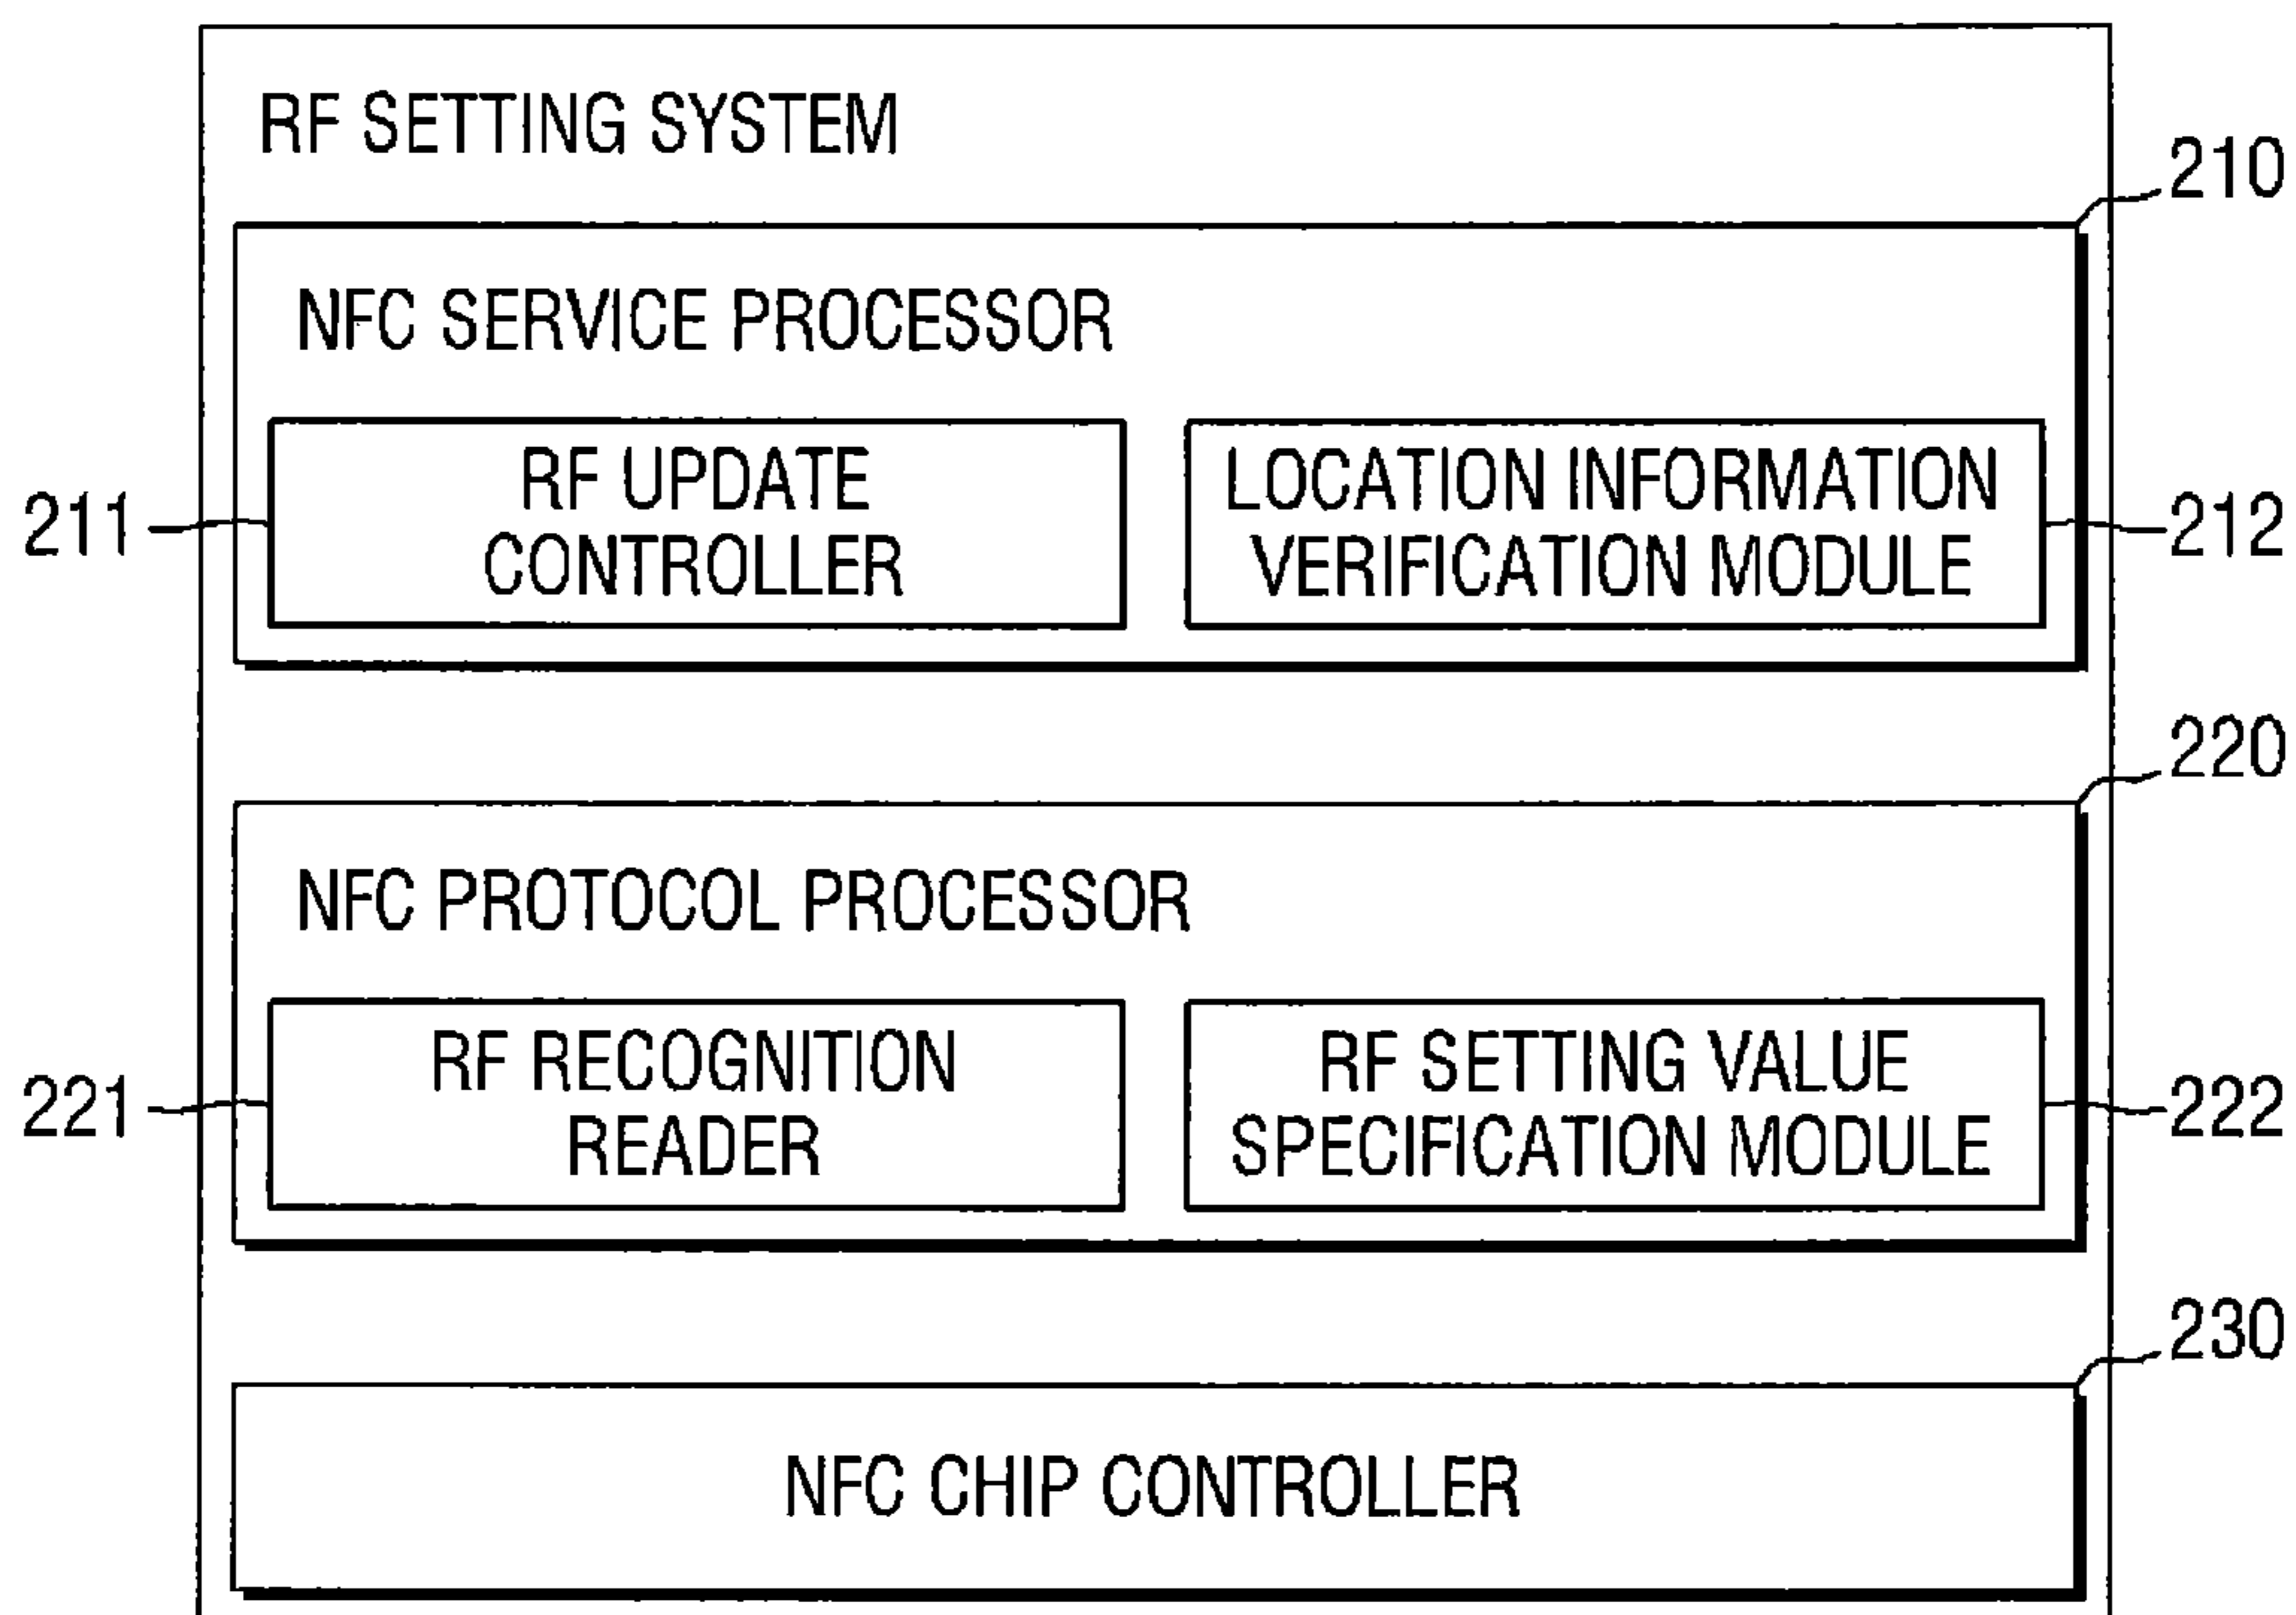 RF SETTING SYSTEM
210
NFC SERVICE PROCESSOR
211
RF UPDATE
CONTROLLER
LOCATION INFORMATION
VERIFICATION MODULE
212
220
NFC PROTOCOL PROCESSOR
221
RF RECOGNITION
READER
RF SETTING VALUE
SPECIFICATION MODULE
222
230
NFC CHIP CONTROLLER